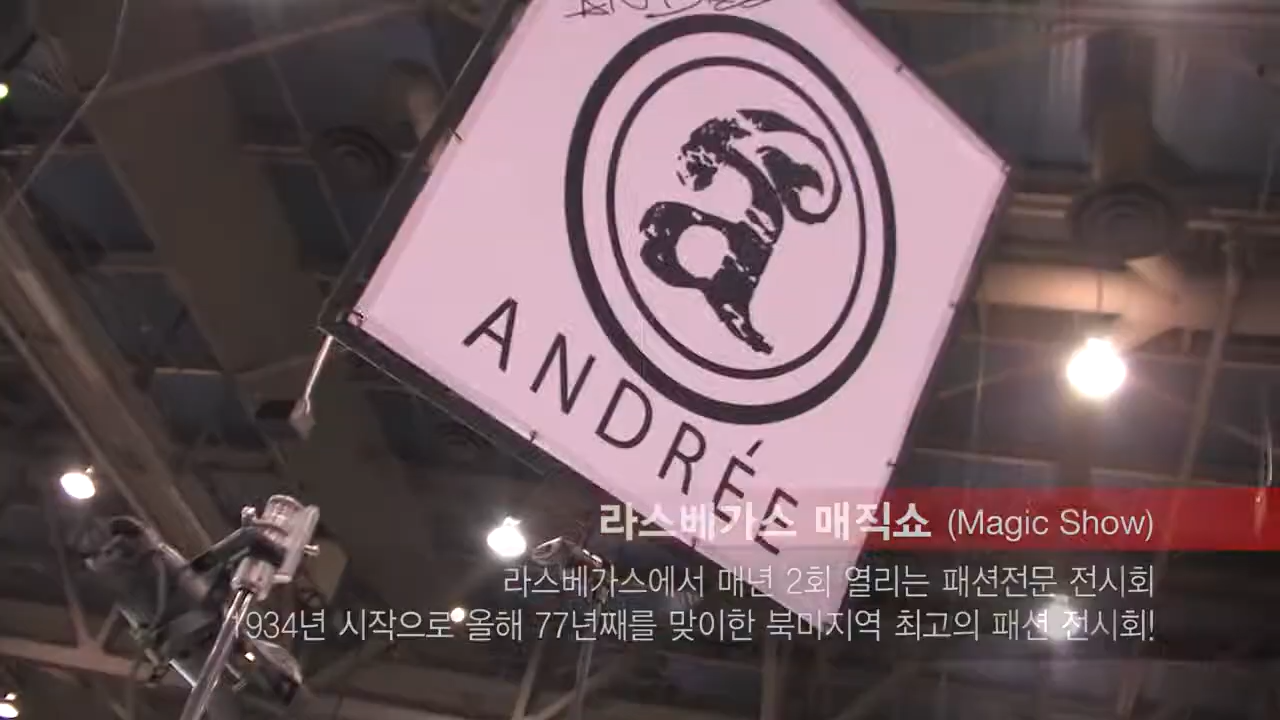 ANDRÉ
a
ANDRÉE
라스베가스 매직쇼 (Magic Show)
라스베가스에서 매년 2회 열리는 패션전문 전시회
1934년 시작으로 올해 77년째를 맞이한 북미지역 최고의 패션 전시회!